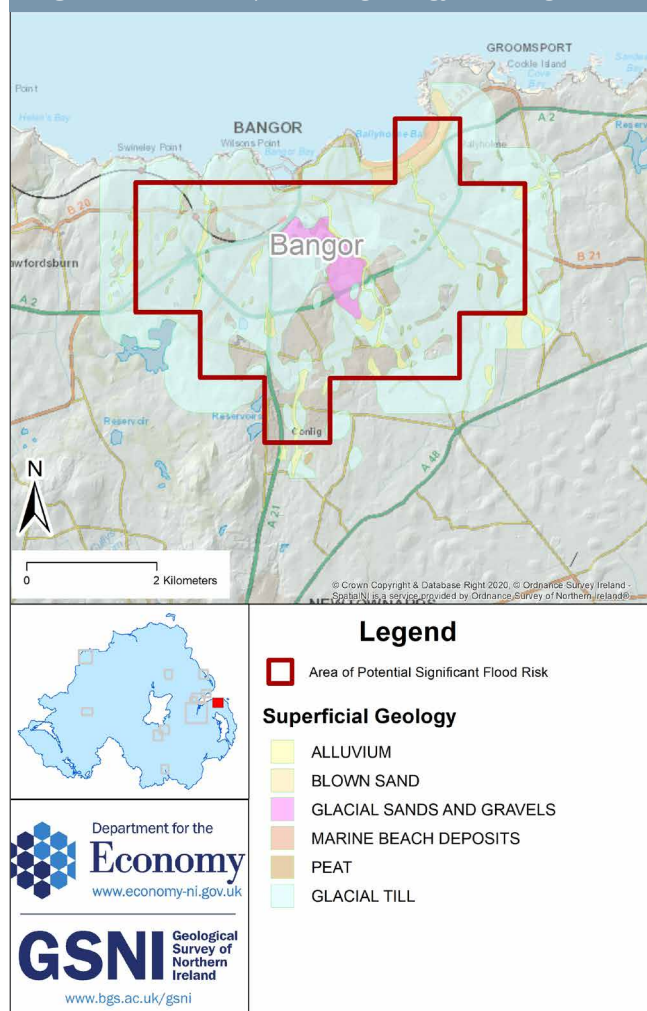 GROOMSPORT
Cockle Island
Cove
Bay
Point
Helen's Bay
BANGOR
Swineley Point
Wilsons Point
Bangor Bay
Ballyholme Bay
A 2
Reserv
B 20
Bangor
B 21
A 2
Reservoir
Reservoirs
Conlig
A 48
A 21
N
0 2 Kilometers
© Crown Copyright & Database Right 2020, © Ordnance Survey Ireland -
SpatialNI is a service provided by Ordnance Survey of Northern Ireland®.
Legend
Area of Potential Significant Flood Risk
Superficial Geology
ALLUVIUM
BLOWN SAND
GLACIAL SANDS AND GRAVELS
MARINE BEACH DEPOSITS
PEAT
GLACIAL TILL
Department for the
Economy
www.economy-ni.gov.uk
GSNI
Geological
Survey of
Northern
Ireland
www.bgs.ac.uk/gsni